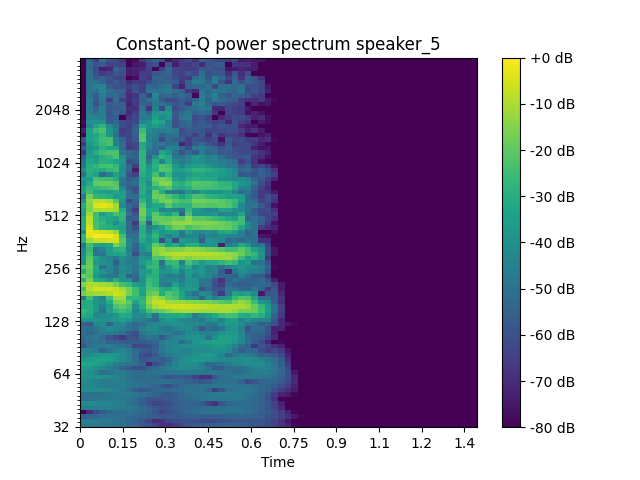 Constant-Q power spectrum speaker_5
+0 dB
-10 dB
-20 dB
-30 dB
-40 dB
-50 dB
-60 dB
-70 dB
-80 dB
Hz
2048
1024
512
256
128
64
32
0 0.15 0.3 0.45 0.6 0.75 0.9 1.1 1.2 1.4
Time